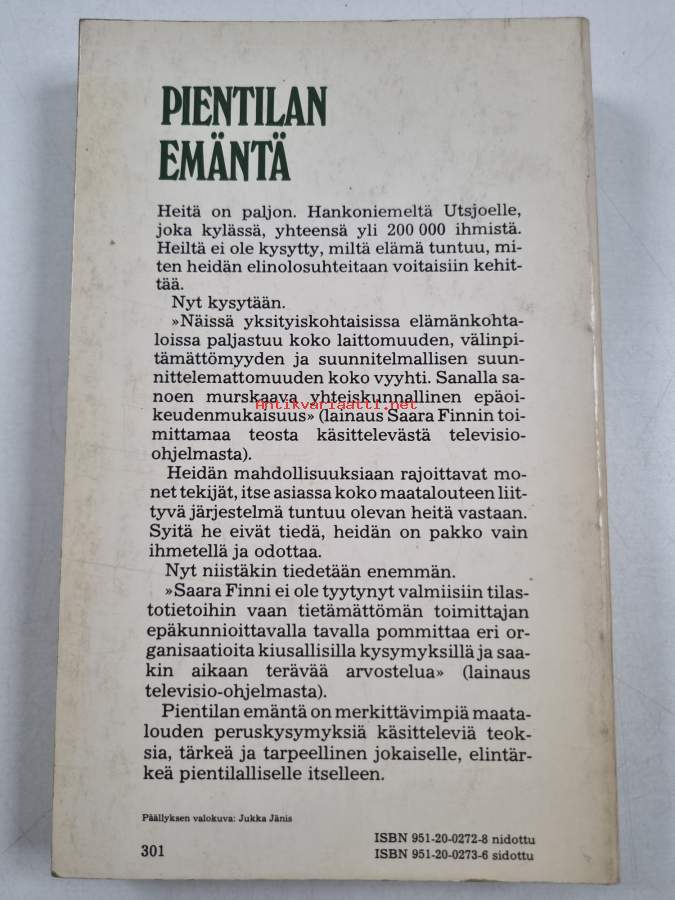 PIENTILAN
EMÄNTÄ
Heitä on paljon. Hankoniemeltä Utsjoelle,
joka kylässä, yhteensä yli 200 000 ihmistä.
Heiltä ei ole kysytty, miltä elämä tuntuu, mi-
ten heidän elinolosuhteitaan voitaisiin kehit-
tää.
Nyt kysytään.
»Näissä yksityiskohtaisissa elämänkohta-
loissa paljastuu koko laittomuuden, välinpi-
tämättömyyden ja suunnitelmallisen suun-
nittelemattomuuden koko vyyhti. Sanalla sa-
noen murskaava yhteiskunnallinen epäoi-
Antikvariaatti.net
keudenmukaisuus» (lainaus Saara Finnin toi-
mittamaa teosta käsittelevästä televisio-
ohjelmasta).
Heidän mahdollisuuksiaan rajoittavat mo-
net tekijät, itse asiassa koko maatalouteen liit-
tyvä järjestelmä tuntuu olevan heitä vastaan.
Syitä he eivät tiedä, heidän on pakko vain
ihmetellä ja odottaa.
Nyt niistäkin tiedetään enemmän.
»Saara Finni ei ole tyytynyt valmiisiin tilas-
totietoihin vaan tietämättömän toimittajan
epäkunnioittavalla tavalla pommittaa eri or-
ganisaatioita kiusallisilla kysymyksillä ja saa-
kin aikaan terävää arvostelua» (lainaus
televisio-ohjelmasta).
Pientilan emäntä on merkittävimpiä maata-
louden peruskysymyksiä käsitteleviä teok-
sia, tärkeä ja tarpeellinen jokaiselle, elintär-
keä pientilalliselle itselleen.
Päällyksen valokuva: Jukka Jänis
ISBN 951-20-0272-8 nidottu
301
ISBN 951-20-0273-6 sidottu